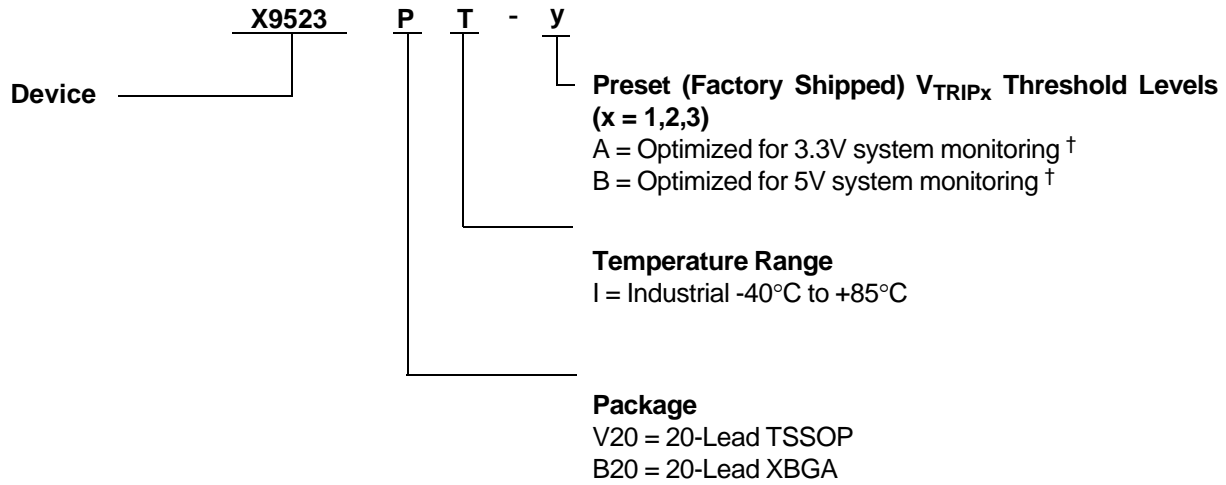 X9523 P T - y
Device
Preset (Factory Shipped) VTRIPx Threshold Levels
(x = 1,2,3)
A = Optimized for 3.3V system monitoring †
B = Optimized for 5V system monitoring †
Temperature Range
I = Industrial -40°C to +85°C
Package
V20 = 20-Lead TSSOP
B20 = 20-Lead XBGA